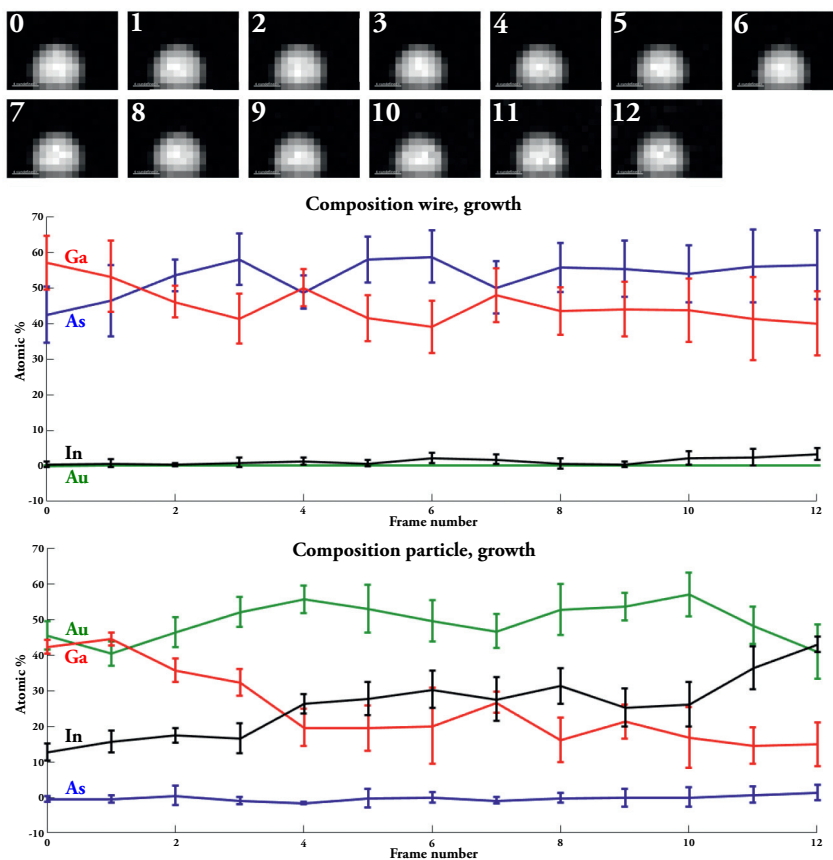 0 1 2 3 4 5 6
7 8 9 10 11 12
Composition wire, growth
70
60
50
40
30
20
10
0
-10
Atomic %
Ga
As
In
Au
0 2 4 6 8 10 12
Frame number
Composition particle, growth
70
60
50
40
30
20
10
0
-10
Atomic %
Au
Ga
In
As
0 2 4 6 8 10 12
Frame number